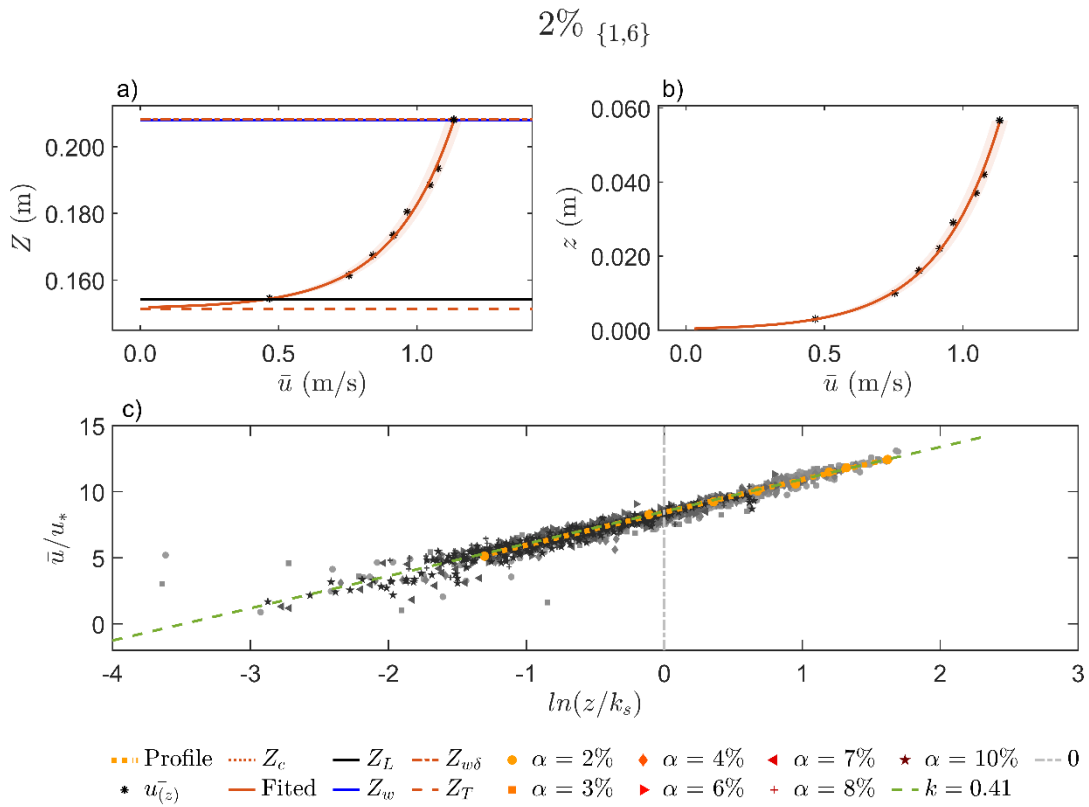 2% {1,6}
a)
b)
0.200
0.180
0.160
Z (m)
0.0 0.5 1.0
ū (m/s)
0.060
0.040
0.020
0.000
z (m)
0.0 0.5 1.0
ū (m/s)
c)
15
10
5
0
ū/u*
-4 -3 -2 -1 0 1 2 3
ln(z/ks)
Profile Zc ZL Zwδ α = 2% α = 4% α = 7% α = 10% 0
ū(z) Fited Zw ZT α = 3% α = 6% α = 8% k = 0.41